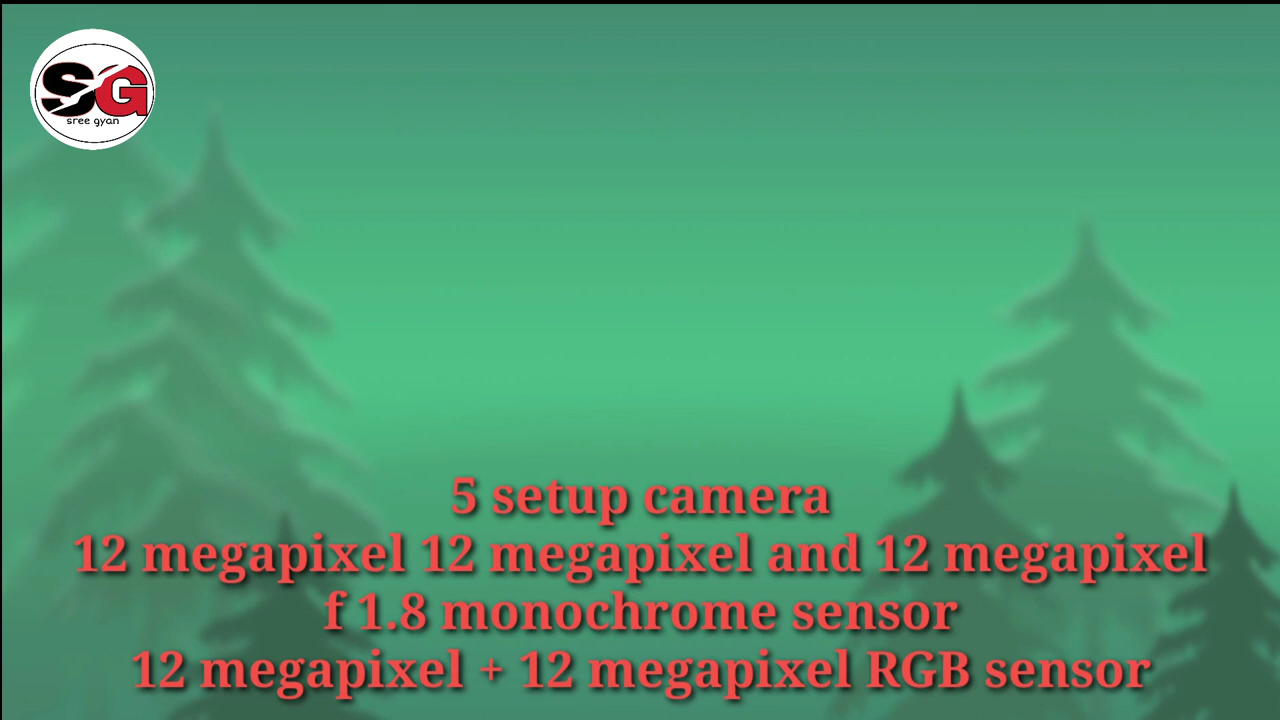 SG
sree gyan
5 setup camera
12 megapixel 12 megapixel and 12 megapixel
f 1.8 monochrome sensor
12 megapixel + 12 megapixel RGB sensor